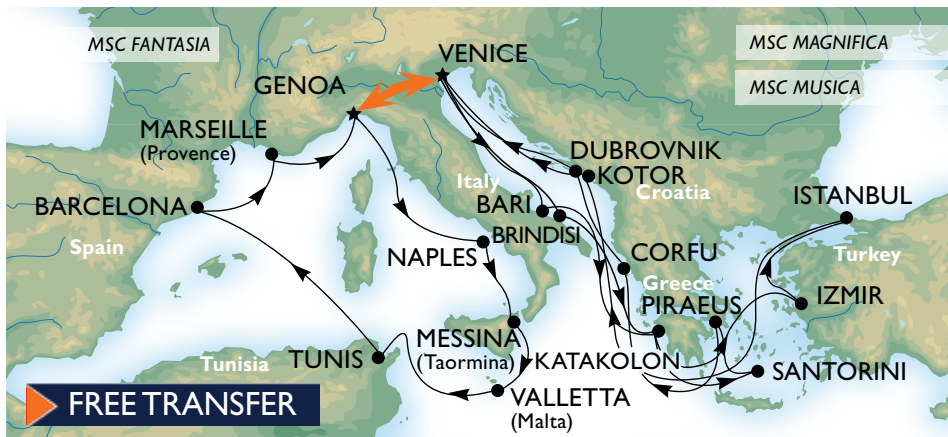 MSC FANTASIA
VENICE
MSC MAGNIFICA
MSC MUSICA
GENOA
MARSEILLE
(Provence)
DUBROVNIK
KOTOR
Croatia
Italy
ISTANBUL
BARCELONA
BARI
BRINDISI
Spain
NAPLES
CORFU
Turkey
Greece
PIRAEUS
IZMIR
MESSINA
(Taormina)
TUNIS
Tunisia
KATAKOLON
SANTORINI
VALLETTA
(Malta)
FREE TRANSFER